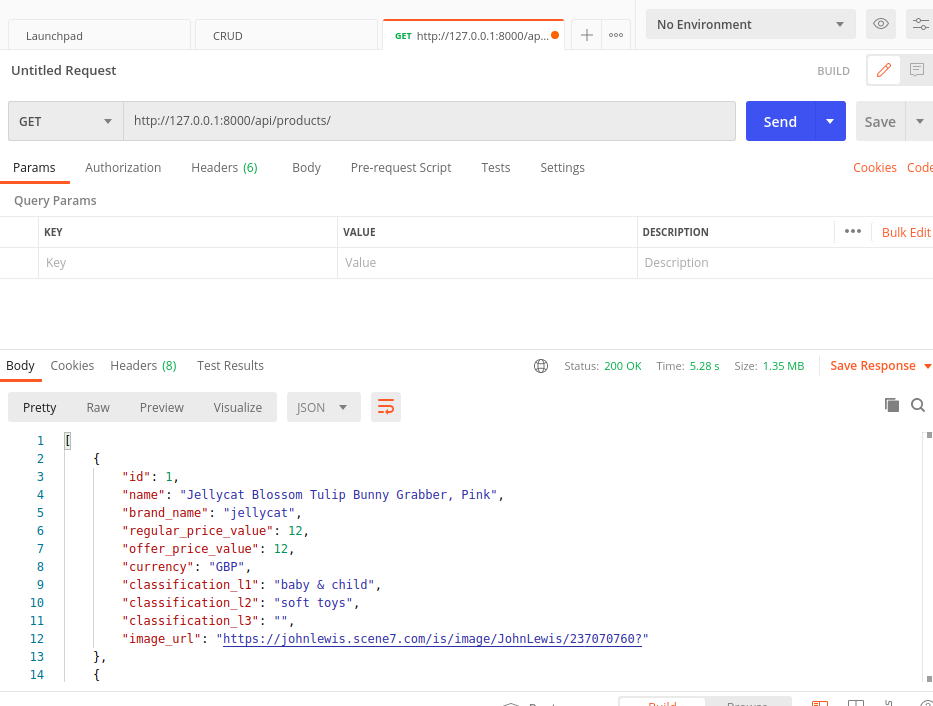 Launchpad CRUD GET http://127.0.0.1:8000/ap... No Environment
Untitled Request BUILD
GET http://127.0.0.1:8000/api/products/ Send Save
Params Authorization Headers (6) Body Pre-request Script Tests Settings Cookies Code
Query Params
KEY VALUE DESCRIPTION Bulk Edit
Key Value Description
Body Cookies Headers (8) Test Results Status: 200 OK Time: 5.28 s Size: 1.35 MB Save Response
Pretty Raw Preview Visualize JSON
1 [
2 {
3 "id": 1,
4 "name": "Jellycat Blossom Tulip Bunny Grabber, Pink",
5 "brand_name": "jellycat",
6 "regular_price_value": 12,
7 "offer_price_value": 12,
8 "currency": "GBP",
9 "classification_l1": "baby & child",
10 "classification_l2": "soft toys",
11 "classification_l3": "",
12 "image_url": "https://johnlewis.scene7.com/is/image/JohnLewis/237070760?"
13 },
14 {
Build Browse